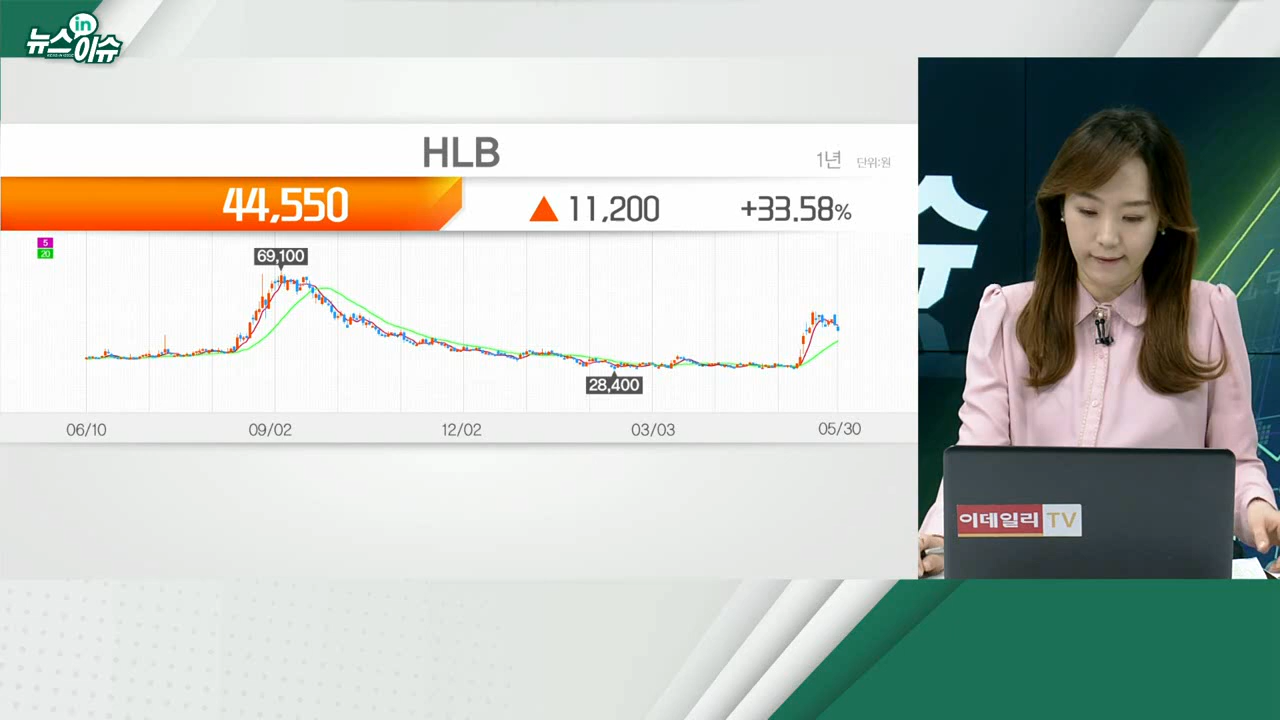 뉴스in이슈
HLB
1년 단위:원
44,550 ▲ 11,200 +33.58%
5
20
69,100
28,400
06/10 09/02 12/02 03/03 05/30
슈
이데일리TV